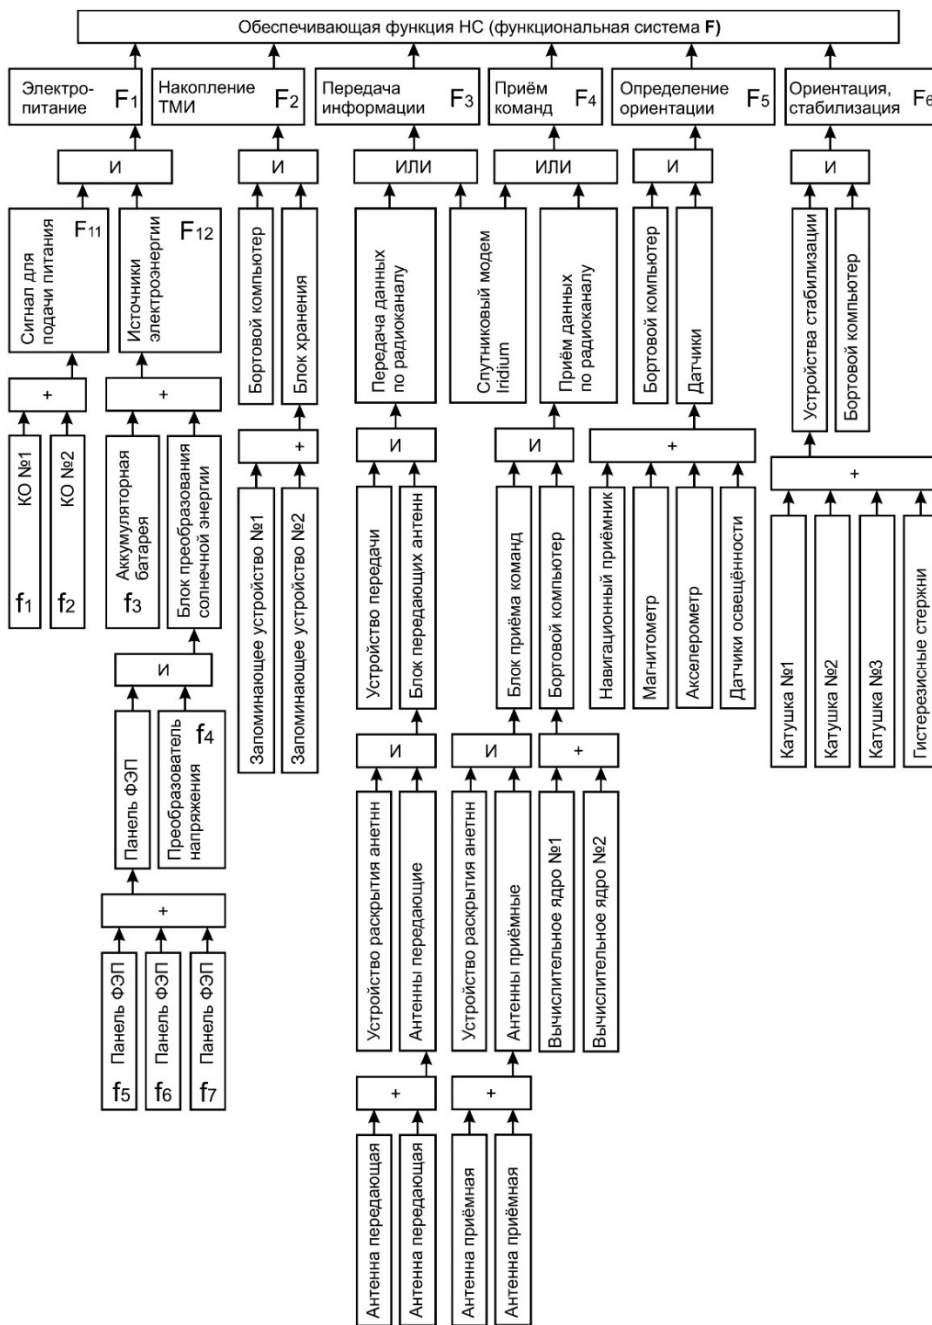 Обеспечивающая функция НС (функциональная система F)
Электро-
питание
F1
Накопление
ТМИ
F2
Передача
информации
F3
Приём
команд
F4
Определение
ориентации
F5
Ориентация,
стабилизация
F6
И
И
ИЛИ
ИЛИ
И
И
Сигнал для
подачи питания
F11
Источники
электроэнергии
F12
Бортовой компьютер
Блок хранения
Передача данных
по радиоканалу
Спутниковый модем
Iridium
Приём данных
по радиоканалу
Бортовой компьютер
Датчики
Устройства стабилизации
Бортовой компьютер
+
+
+
И
И
+
+
f1
КО №1
f2
КО №2
f3
Аккумуляторная
батарея
Блок преобразования
солнечной энергии
Запоминающее устройство №1
Запоминающее устройство №2
Устройство передачи
Блок передающих антенн
Блок приёма команд
Бортовой компьютер
Навигационный приёмник
Магнитометр
Акселерометр
Датчики освещённости
Катушка №1
Катушка №2
Катушка №3
Гистерезисные стержни
И
Панель ФЭП
Преобразователь
напряжения
f4
И
И
+
Устройство раскрытия анетнн
Антенны передающие
Устройство раскрытия анетнн
Антенны приёмные
Вычислительное ядро №1
Вычислительное ядро №2
+
f5
Панель ФЭП
f6
Панель ФЭП
f7
Панель ФЭП
+
+
Антенна передающая
Антенна передающая
Антенна приёмная
Антенна приёмная